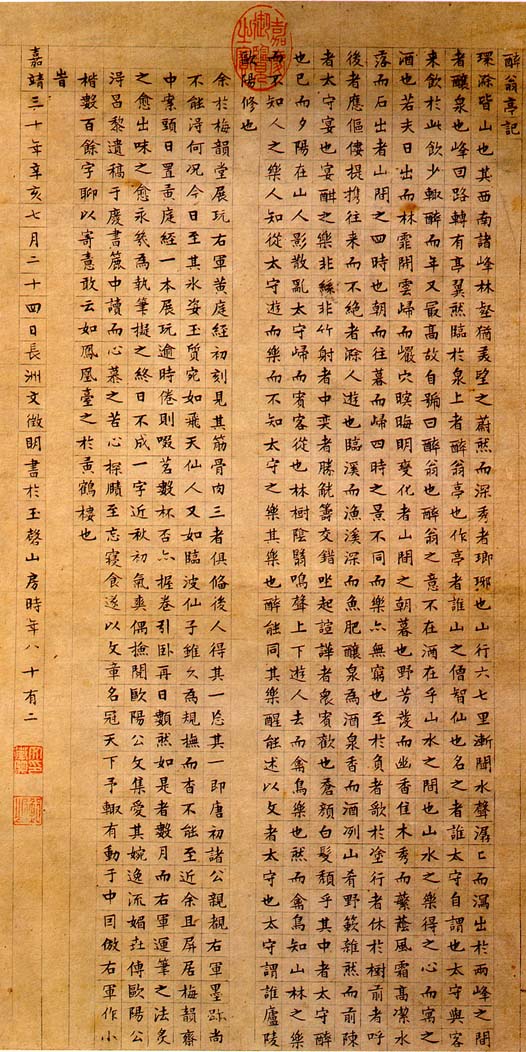 醉翁亭記
環滁皆山也其西南諸峰林壑猶美望之蔚然而深秀者瑯琊也山行六七里漸聞水聲潺〻而瀉出於兩峰之間
者釀泉也峰回路轉有亭翼然臨於泉上者醉翁亭也作亭者誰山之僧智仙也名之者誰太守自謂也太守與客
来飲於此飲少輙醉而年又最高故自號曰醉翁也醉翁之意不在酒在乎山水之間也山水之樂得之心而寓之
酒也若夫日出而林霏開雲歸而巖穴暝晦明變化者山間之朝暮也野芳發而幽香佳木秀而蘩蔭風霜高潔水
落而石出者山間之四時也朝而往暮而歸四時之景不同而樂亦無窮也至於負者歌於塗行者休於樹前者呼
後者應傴僂提携往来而不絕者滁人遊也臨溪而漁溪深而魚肥釀泉為酒泉香而酒冽山肴野簌雜然而前陳
者太守宴也宴酣之樂非絲非竹射者中奕者勝觥籌交錯坐起諠譁者衆賓歡也蒼顏白髮頹乎其中者太守醉
也已而夕陽在山人影散亂太守歸而賓客從也林樹陰翳鳴聲上下遊人去而禽鳥樂也然而禽鳥知山林之樂
而不知人之樂人知從太守遊而樂而不知太守之樂其樂也醉能同其樂醒能述以文者太守也太守謂誰廬陵
歐陽修也
余於梅韻堂展玩右軍黃庭經初刻見其筋骨肉三者俱俻後人得其一忘其一即唐初諸公親覩右軍墨跡尚
不能淂何况今日至其氷姿玉質宛如飛天仙人又如臨波仙子雖久為規撫而杳不能至近余且屏居梅韻齋
中案頭日置黃庭經一本展玩逾時倦則啜茗數杯否亦握卷引卧再日顡然如是者數月而右軍運筆之法炙
之愈出味之愈永幾為執筆擬之終日不成一字近秋初氣爽偶撿閱歐陽公文集愛其婉逸流媚茲傳歐陽公
淂呂黎遺稿于廢書簏中讀而心慕之苦心探賾至忘寝食遂以文章名冠天下予輙有動于中因倣右軍作小
楷數百餘字聊以寄意敢云如鳳凰臺之於黃鶴樓也
旹
嘉靖三十年辛亥七月二十四日長洲文徵明書於玉磬山房時年八十有二